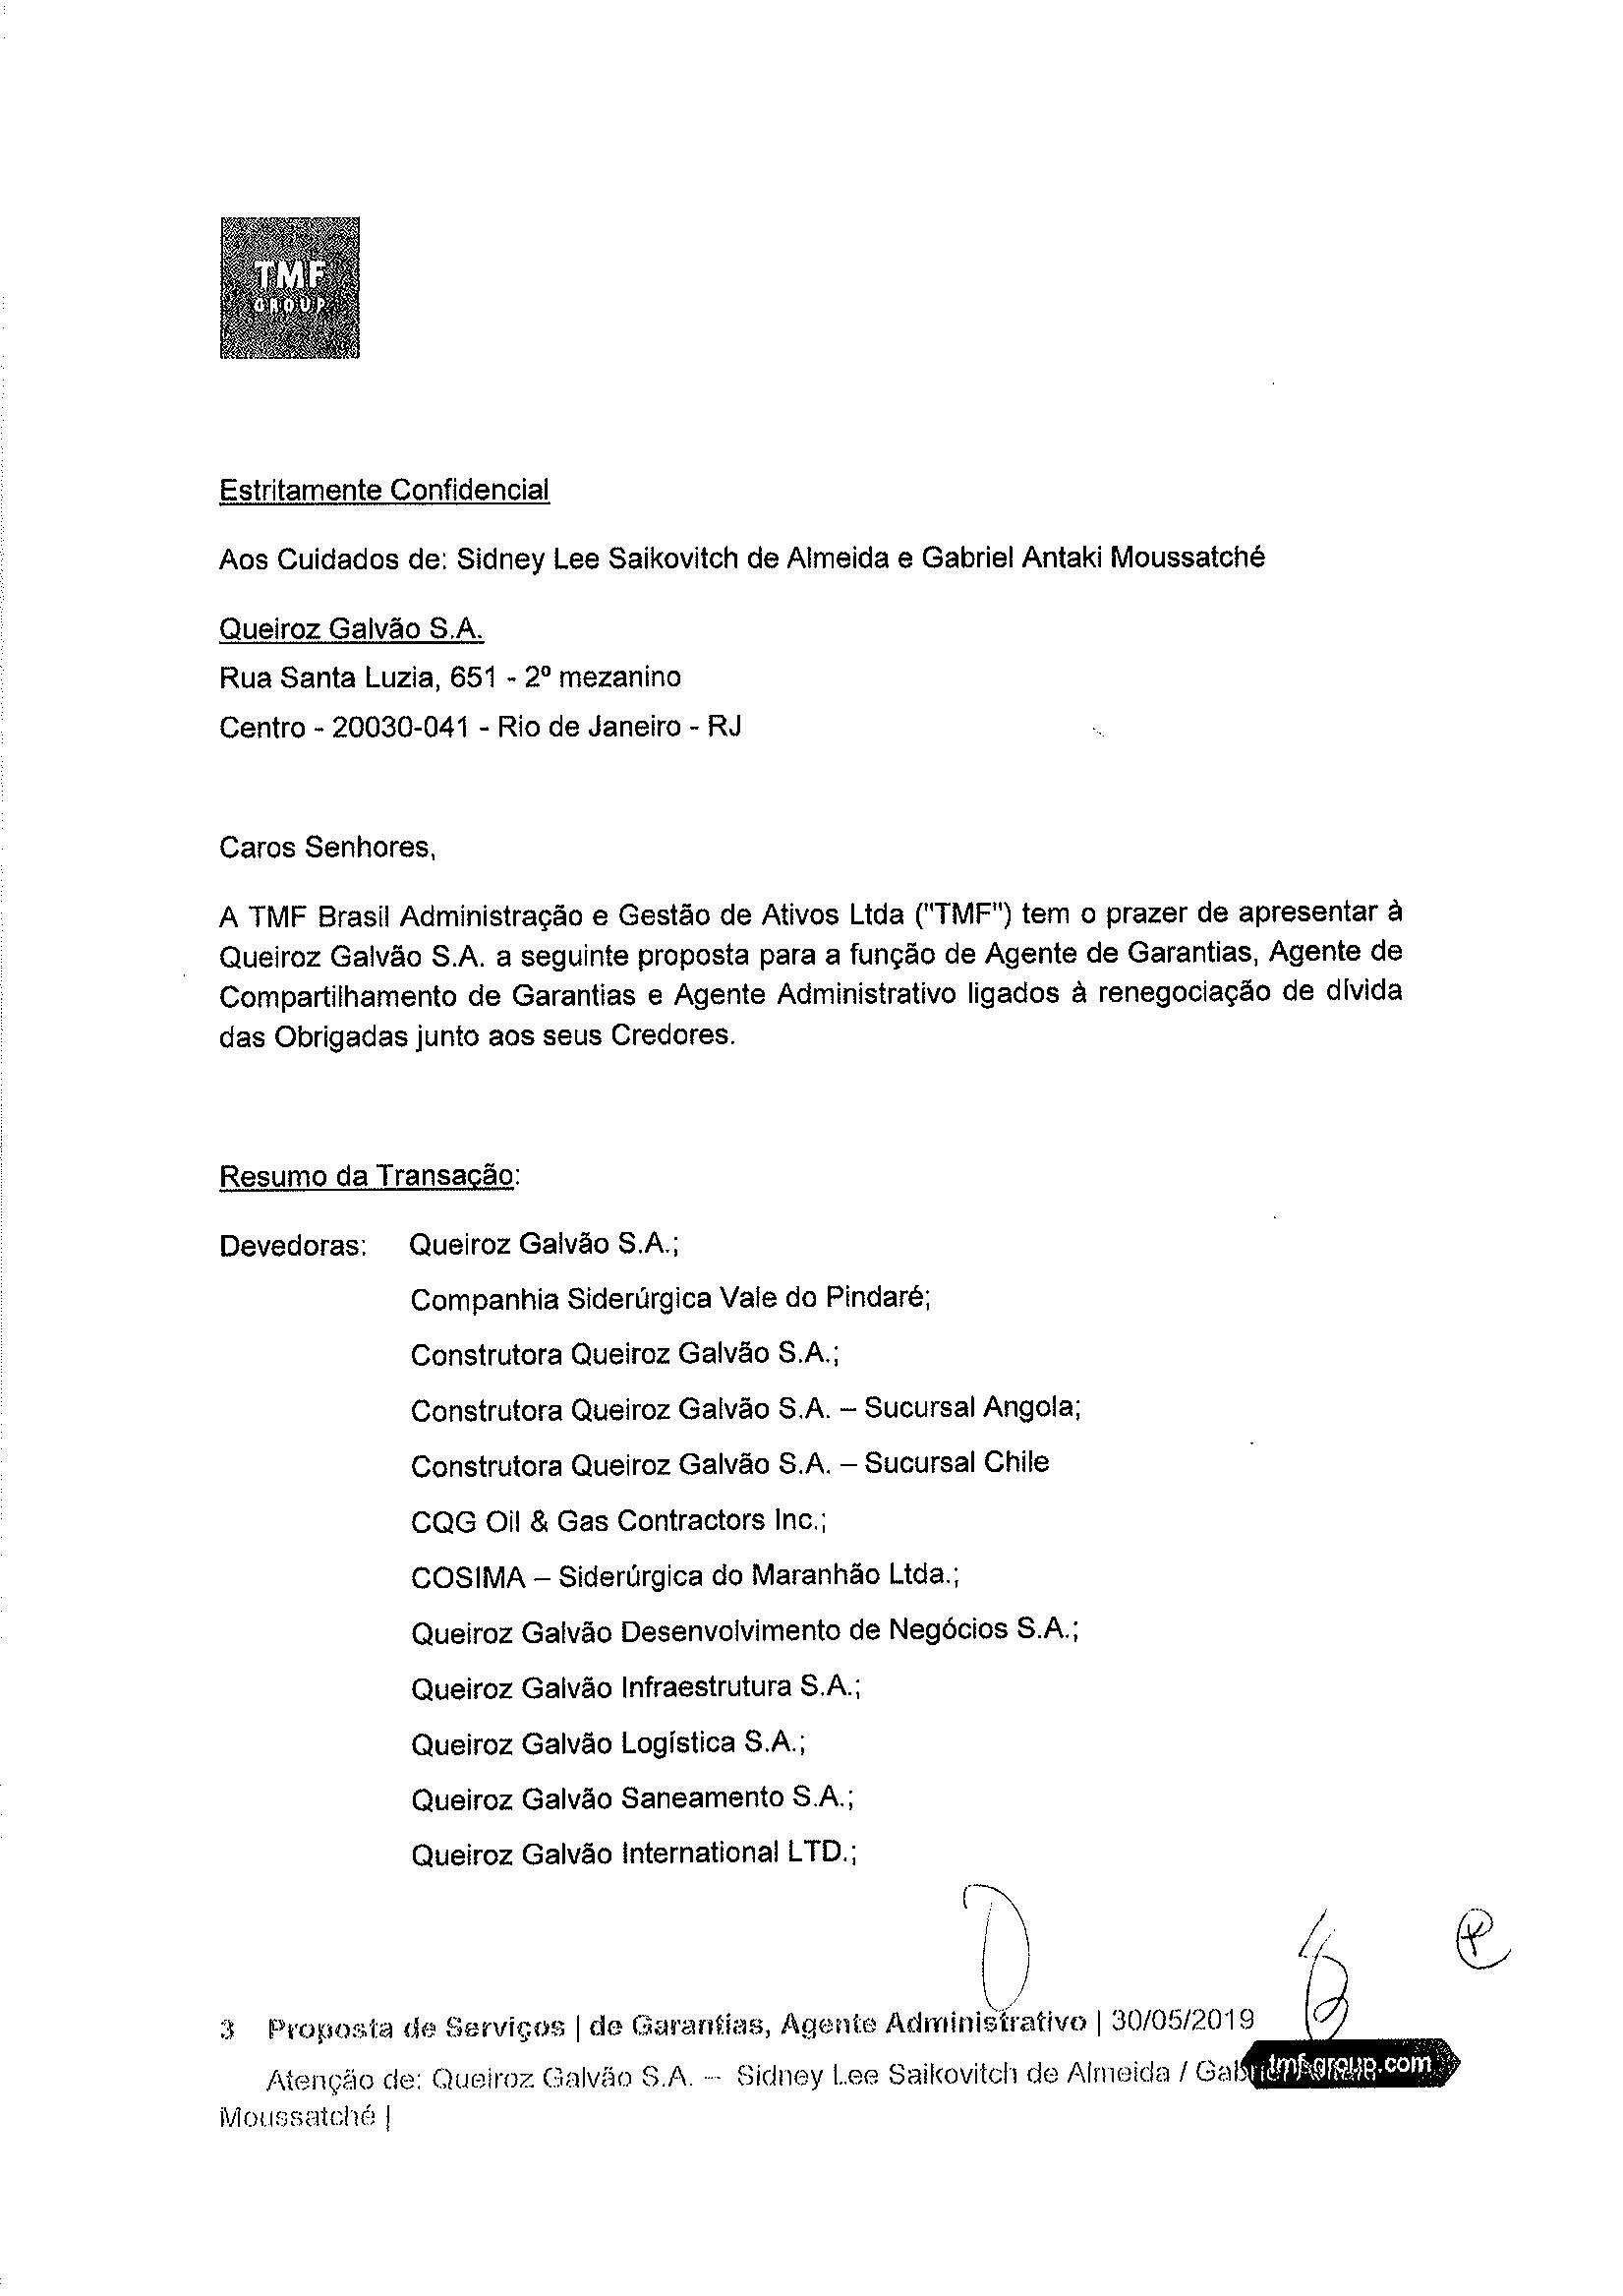 TMF
GROUP
Estritamente Confidencial
Aos Cuidados de: Sidney Lee Saikovitch de Almeida e Gabriel Antaki Moussatché
Queiroz Galvão S.A.
Rua Santa Luzia, 651 - 2º mezanino
Centro - 20030-041 - Rio de Janeiro - RJ
Caros Senhores,
A TMF Brasil Administração e Gestão de Ativos Ltda ("TMF") tem o prazer de apresentar à
Queiroz Galvão S.A. a seguinte proposta para a função de Agente de Garantias, Agente de
Compartilhamento de Garantias e Agente Administrativo ligados à renegociação de dívida
das Obrigadas junto aos seus Credores.
Resumo da Transação:
Devedoras: Queiroz Galvão S.A.;
Companhia Siderúrgica Vale do Pindaré;
Construtora Queiroz Galvão S.A.;
Construtora Queiroz Galvão S.A. – Sucursal Angola;
Construtora Queiroz Galvão S.A. – Sucursal Chile
CQG Oil & Gas Contractors Inc.;
COSIMA – Siderúrgica do Maranhão Ltda.;
Queiroz Galvão Desenvolvimento de Negócios S.A.;
Queiroz Galvão Infraestrutura S.A.;
Queiroz Galvão Logística S.A.;
Queiroz Galvão Saneamento S.A.;
Queiroz Galvão International LTD.;
3 Proposta de Serviços | de Garantias, Agente Administrativo | 30/05/2019
Atenção de: Queiroz Galvão S.A. – Sidney Lee Saikovitch de Almeida / tmf-group.com
Moussatché |